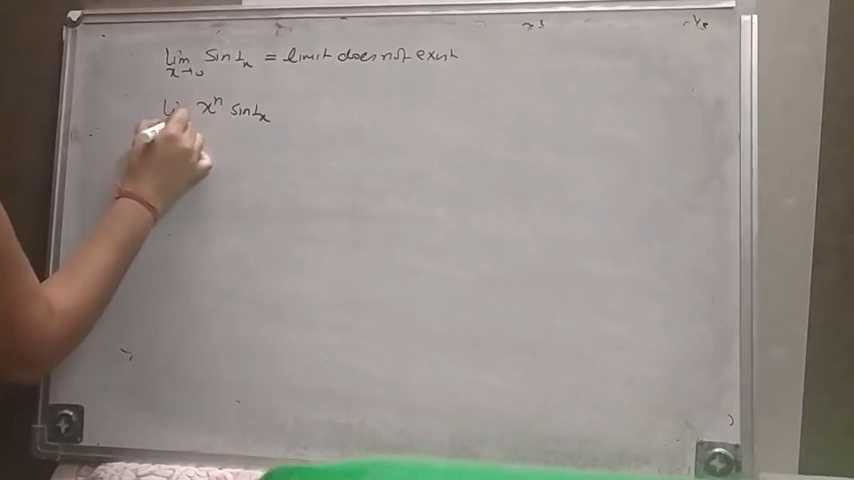 lim x→0 sin 1/x = limit does not exist
x^n sin 1/x